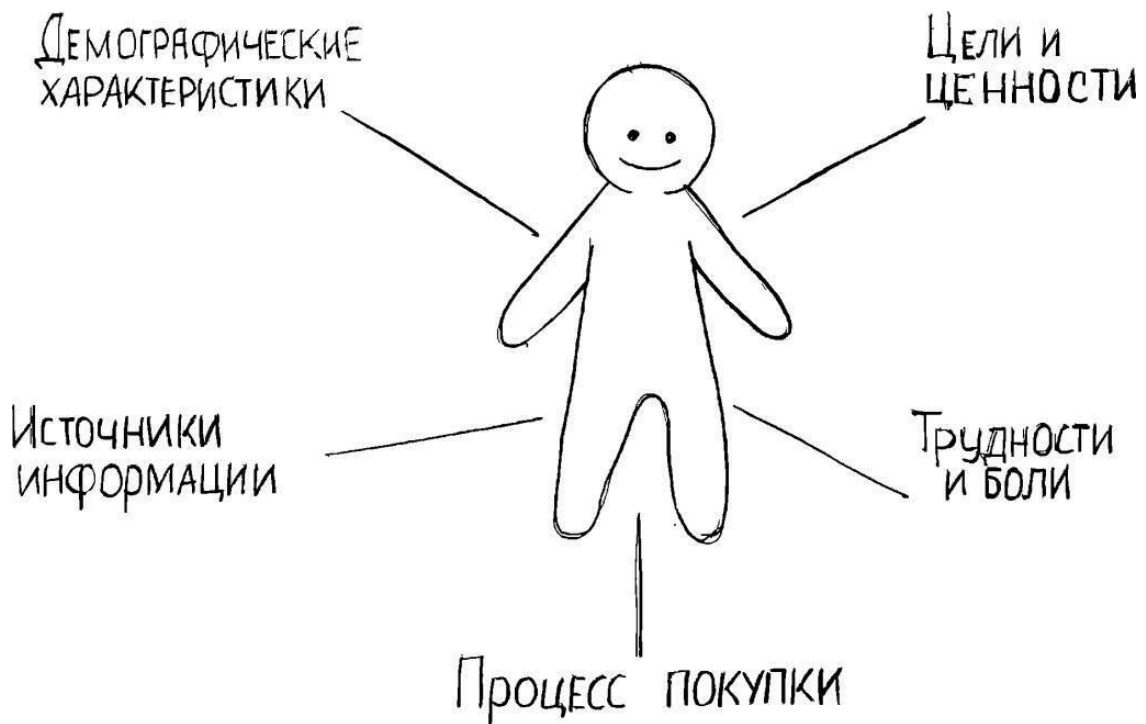 Демографические
характеристики
Цели и
ценности
Источники
информации
Трудности
и боли
Процесс покупки